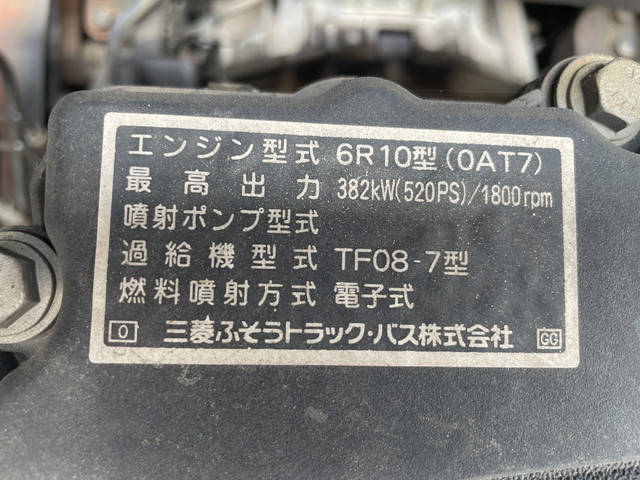 エンジン型式 6R10型(0AT7)
最高出力 382kW(520PS)/1800rpm
噴射ポンプ型式
過給機型式 TF08-7型
燃料噴射方式 電子式
0 三菱ふそうトラック・バス株式会社 GG